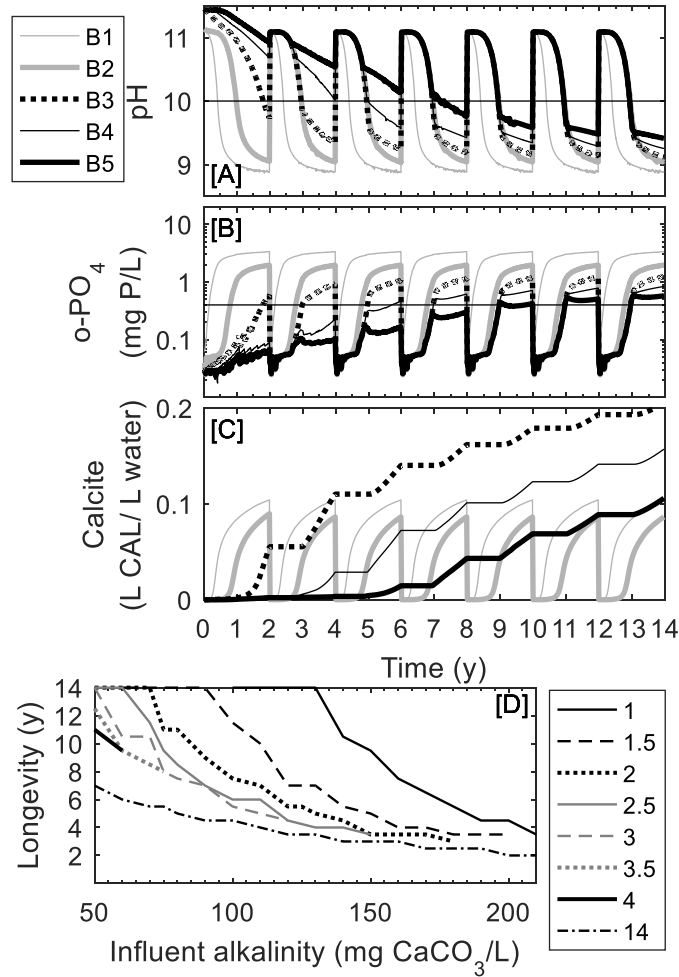 B1
B2
B3
B4
B5
11
10
9
pH
[A]
[B]
10
1
0.1
o-PO4
(mg P/L)
[C]
0.2
0.1
0
Calcite
(L CAL/ L water)
0 1 2 3 4 5 6 7 8 9 10 11 12 13 14
Time (y)
[D]
14
12
10
8
6
4
2
Longevity (y)
50 100 150 200
Influent alkalinity (mg CaCO3/L)
1
1.5
2
2.5
3
3.5
4
14